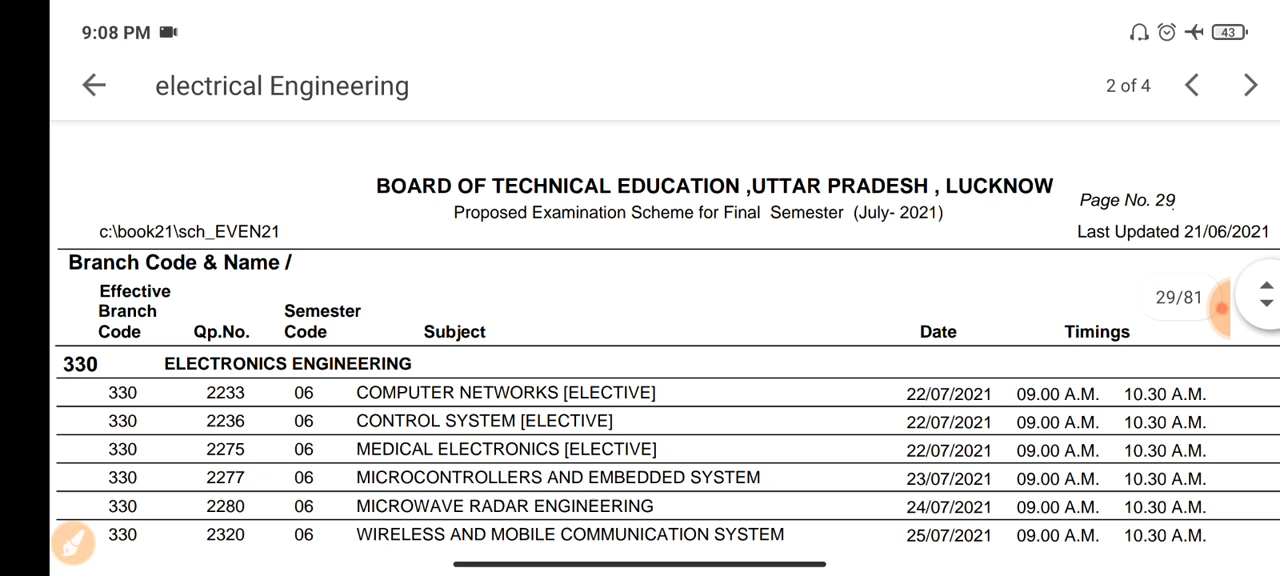 9:08 PM 43
electrical Engineering 2 of 4
BOARD OF TECHNICAL EDUCATION ,UTTAR PRADESH , LUCKNOW
Page No. 29
Proposed Examination Scheme for Final Semester (July- 2021)
c:\book21\sch_EVEN21 Last Updated 21/06/2021
Branch Code & Name /
29/81
Effective Branch Code Qp.No. Semester Code Subject Date Timings
330 ELECTRONICS ENGINEERING
330 2233 06 COMPUTER NETWORKS [ELECTIVE] 22/07/2021 09.00 A.M. 10.30 A.M.
330 2236 06 CONTROL SYSTEM [ELECTIVE] 22/07/2021 09.00 A.M. 10.30 A.M.
330 2275 06 MEDICAL ELECTRONICS [ELECTIVE] 22/07/2021 09.00 A.M. 10.30 A.M.
330 2277 06 MICROCONTROLLERS AND EMBEDDED SYSTEM 23/07/2021 09.00 A.M. 10.30 A.M.
330 2280 06 MICROWAVE RADAR ENGINEERING 24/07/2021 09.00 A.M. 10.30 A.M.
330 2320 06 WIRELESS AND MOBILE COMMUNICATION SYSTEM 25/07/2021 09.00 A.M. 10.30 A.M.